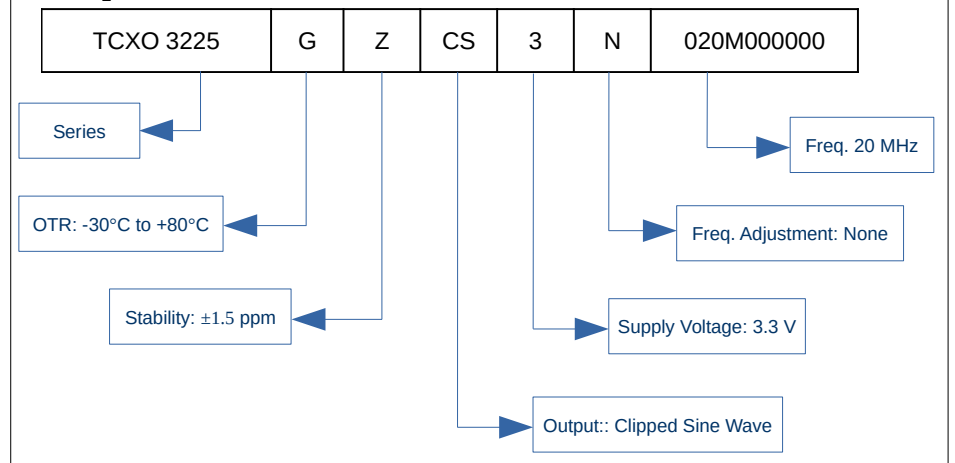 TCXO 3225 G Z CS 3 N 020M000000
Series
Freq. 20 MHz
OTR: -30°C to +80°C
Freq. Adjustment: None
Stability: ±1.5 ppm
Supply Voltage: 3.3 V
Output:: Clipped Sine Wave